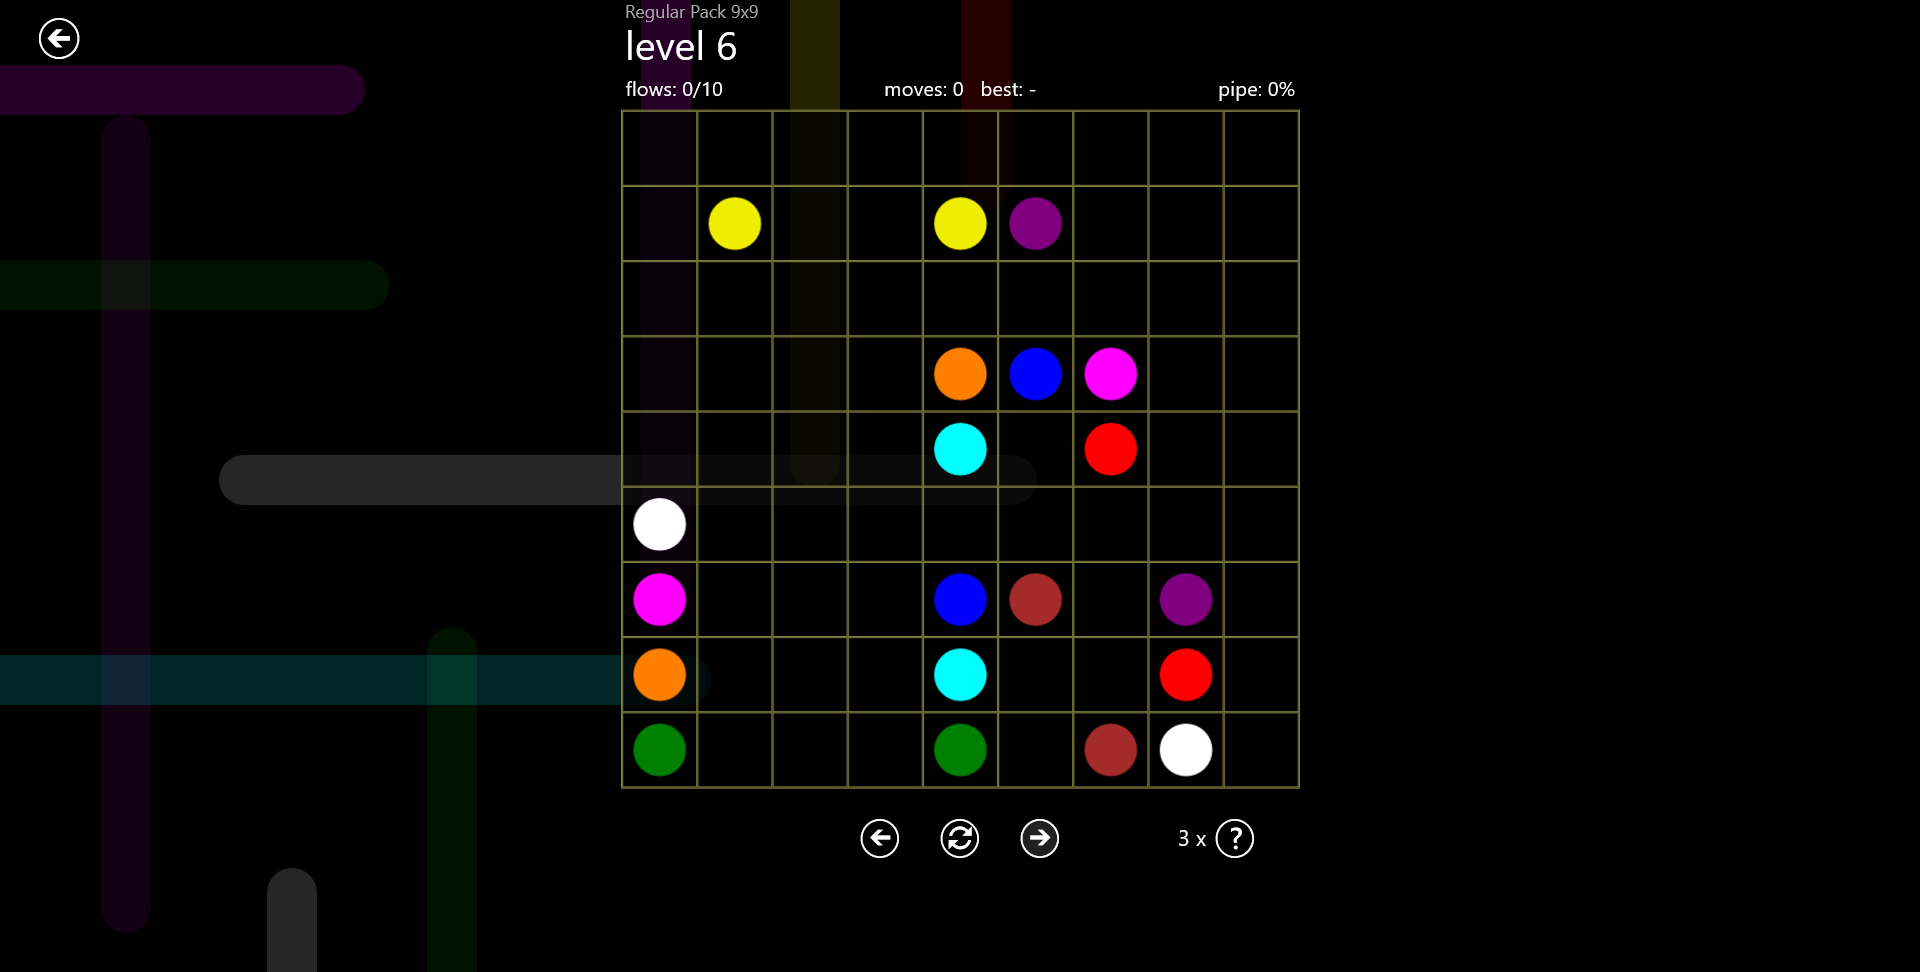 Regular Pack 9x9
level 6
flows: 0/10 moves: 0 best: - pipe: 0%
3 x ?